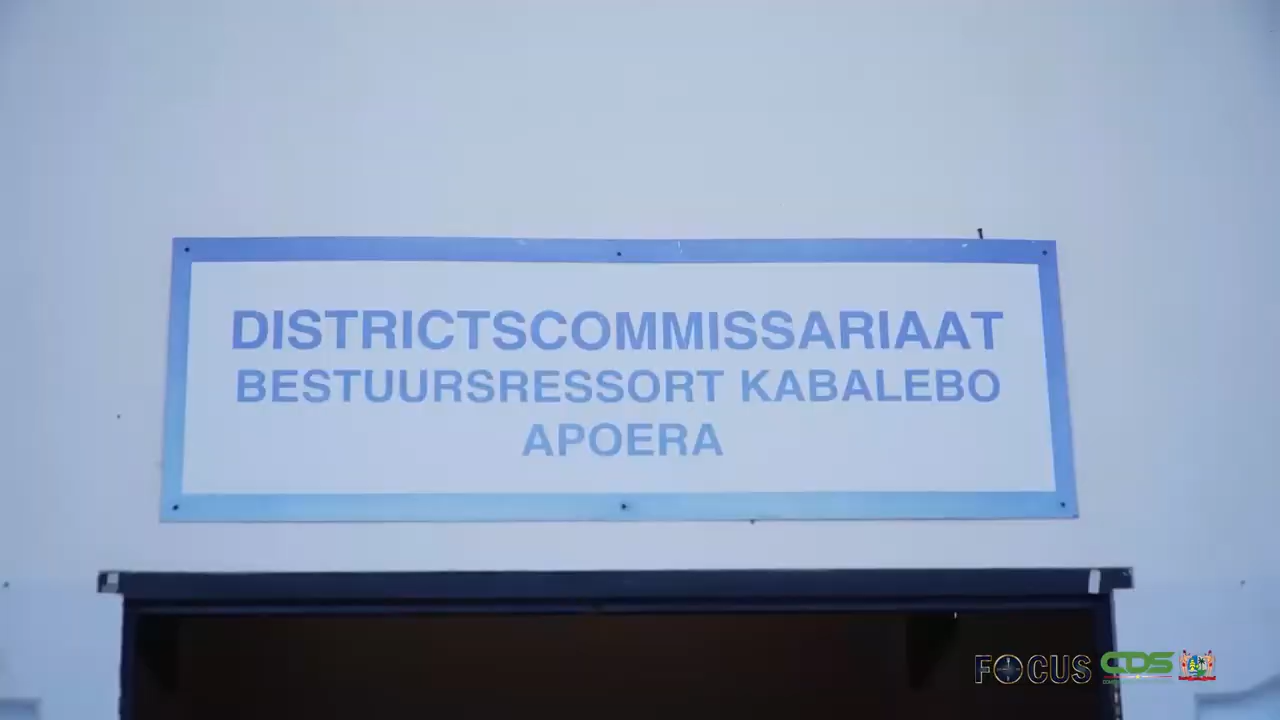 DISTRICTSCOMMISSARIAAT
BESTUURSRESSORT KABALEBO
APOERA
FOCUS CDS